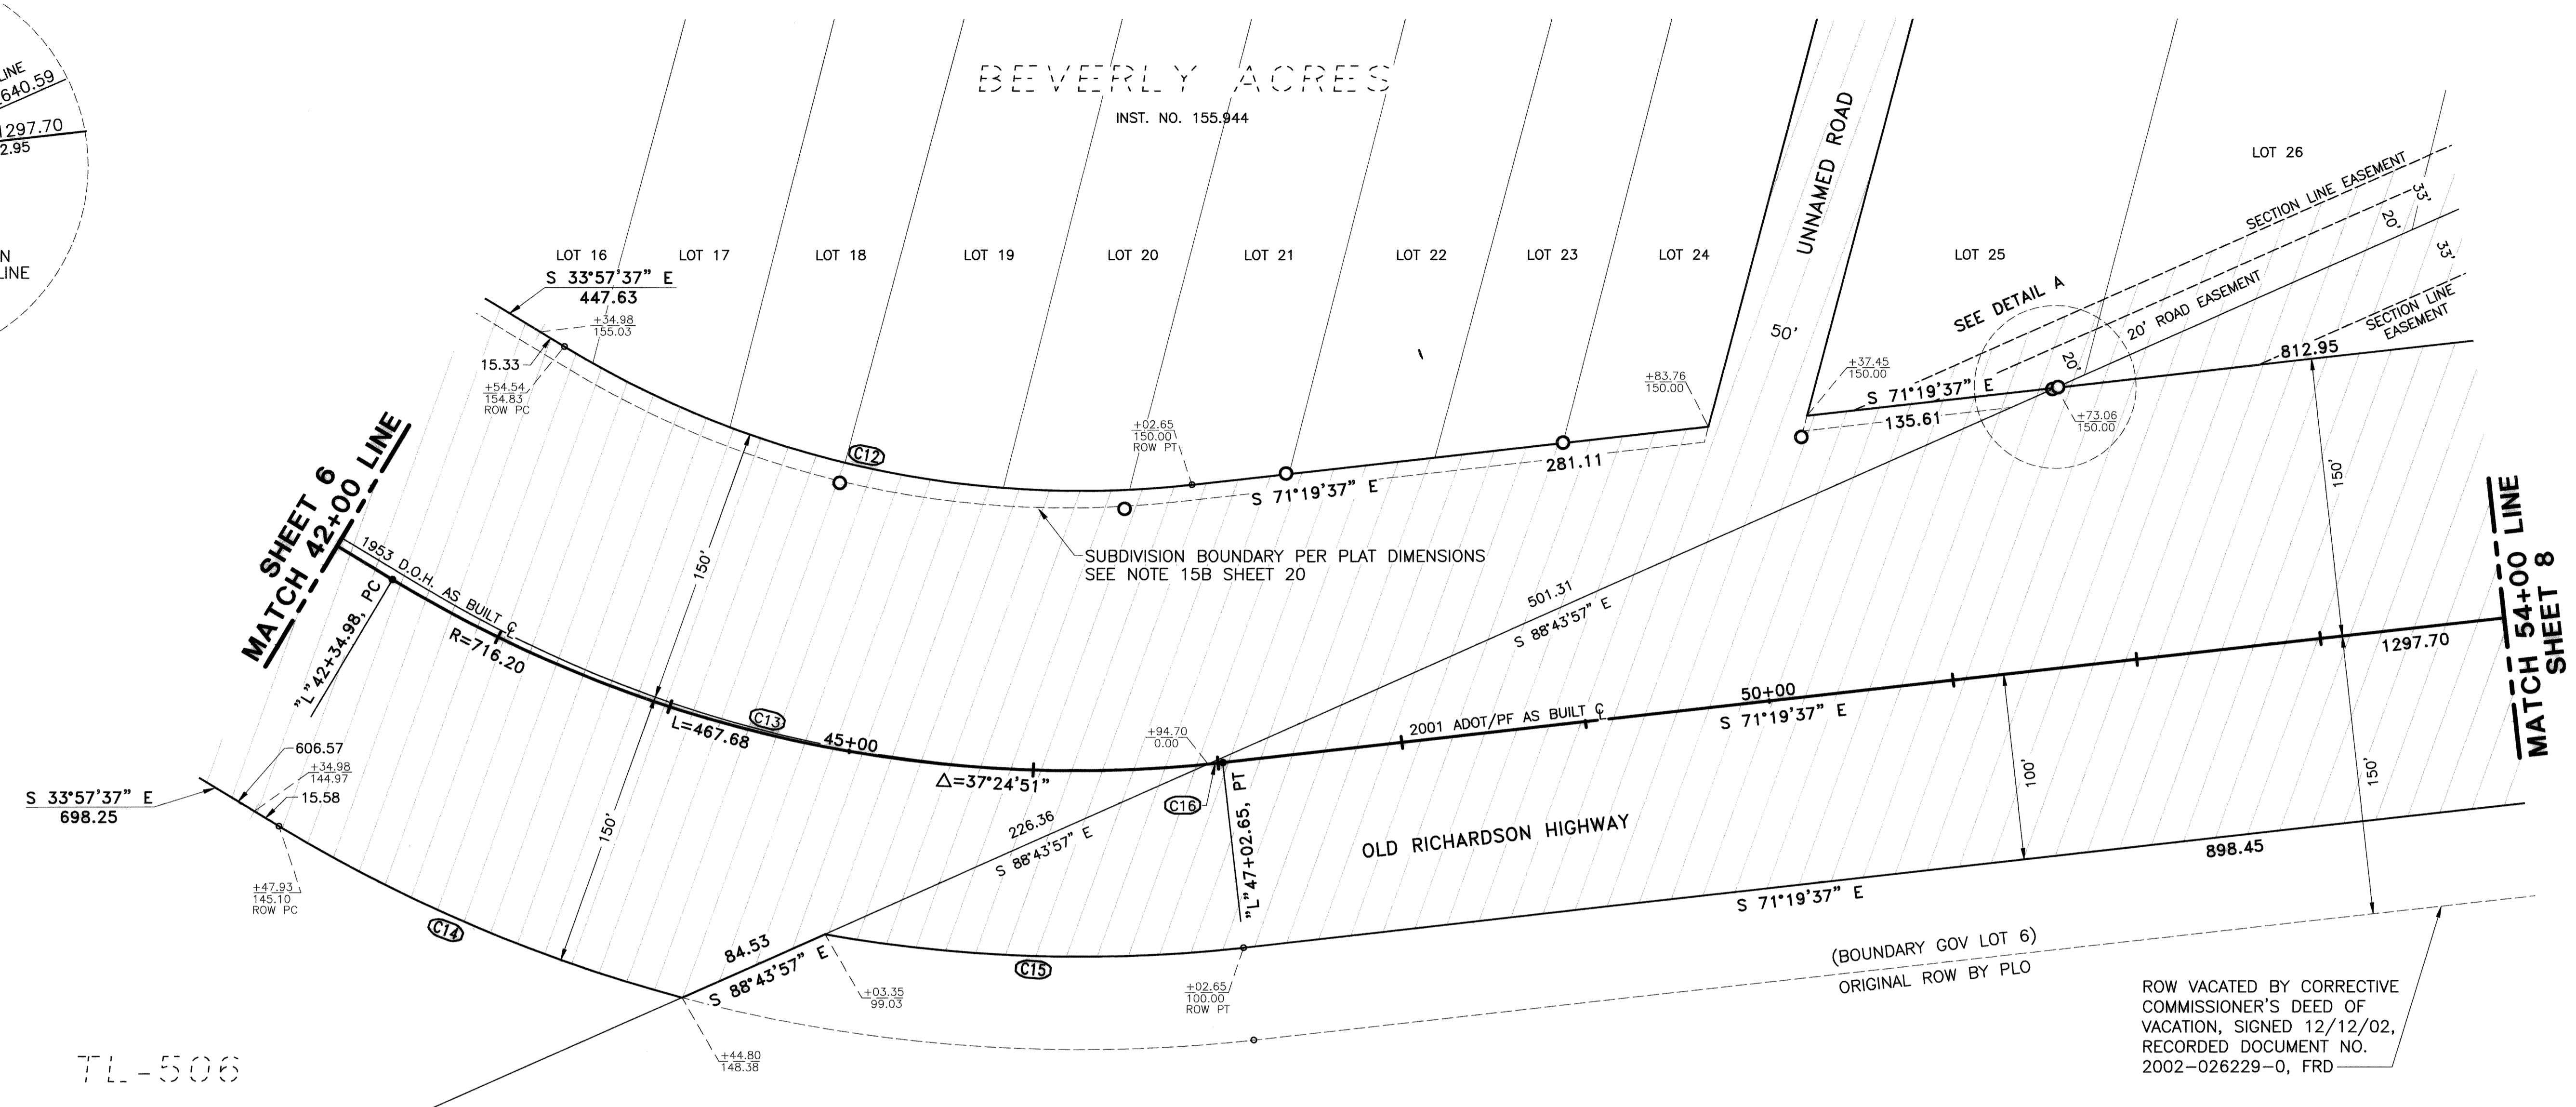 LINE
640.59
1297.70
2.95
N
LINE
BEVERLY ACRES
INST. NO. 155.944
UNNAMED ROAD
50'
LOT 16
LOT 17
LOT 18
LOT 19
LOT 20
LOT 21
LOT 22
LOT 23
LOT 24
LOT 25
LOT 26
SECTION LINE EASEMENT
33'
20'
33'
20' ROAD EASEMENT
SECTION LINE
EASEMENT
SEE DETAIL A
20'
812.95
S 33°57'37" E
447.63
+34.98
155.03
15.33
+54.54
154.83
ROW PC
C12
+02.65
150.00
ROW PT
+83.76
150.00
+37.45
150.00
S 71°19'37" E
135.61
+73.06
150.00
281.11
S 71°19'37" E
SUBDIVISION BOUNDARY PER PLAT DIMENSIONS
SEE NOTE 15B SHEET 20
SHEET 6
MATCH 42+00 LINE
1953 D.O.H. AS BUILT ℄
"L"42+34.98, PC
R=716.20
L=467.68
C13
45+00
Δ=37°24'51"
150'
150'
+94.70
0.00
C16
"L"47+02.65, PT
501.31
S 88°43'57" E
226.36
S 88°43'57" E
2001 ADOT/PF AS BUILT ℄
50+00
S 71°19'37" E
1297.70
150'
150'
100'
MATCH 54+00 LINE
SHEET 8
606.57
+34.98
144.97
15.58
S 33°57'37" E
698.25
+47.93
145.10
ROW PC
C14
84.53
S 88°43'57" E
C15
+03.35
99.03
+44.80
148.38
+02.65
100.00
ROW PT
OLD RICHARDSON HIGHWAY
898.45
S 71°19'37" E
(BOUNDARY GOV LOT 6)
ORIGINAL ROW BY PLO
ROW VACATED BY CORRECTIVE
COMMISSIONER'S DEED OF
VACATION, SIGNED 12/12/02,
RECORDED DOCUMENT NO.
2002-026229-0, FRD
TL-506